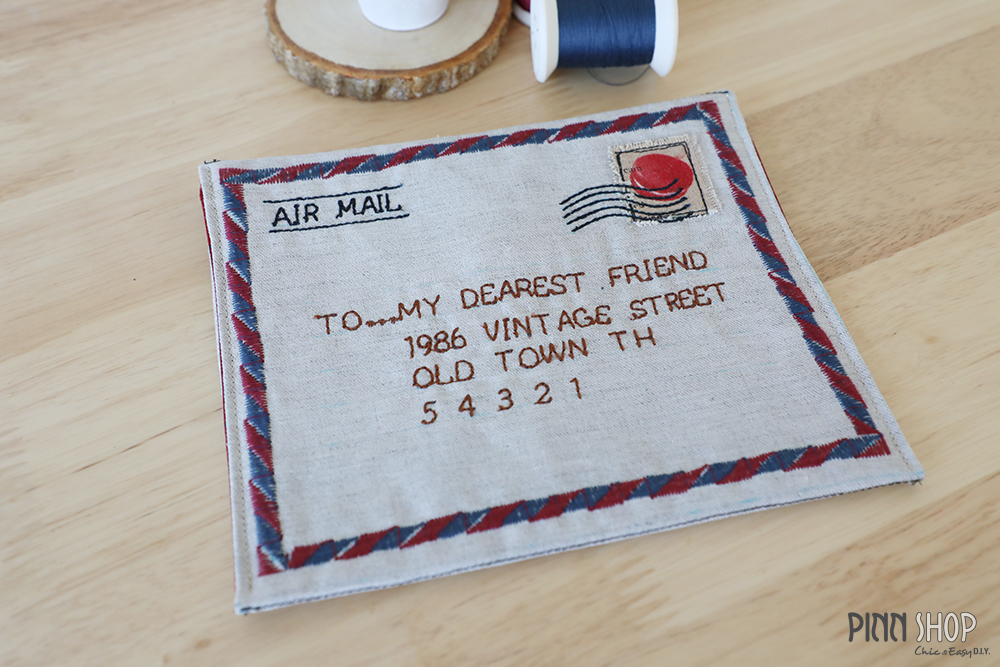 AIR MAIL
TO...MY DEAREST FRIEND
1986 VINTAGE STREET
OLD TOWN TH
5 4 3 2 1
PINN SHOP
Chic & Easy D.I.Y.